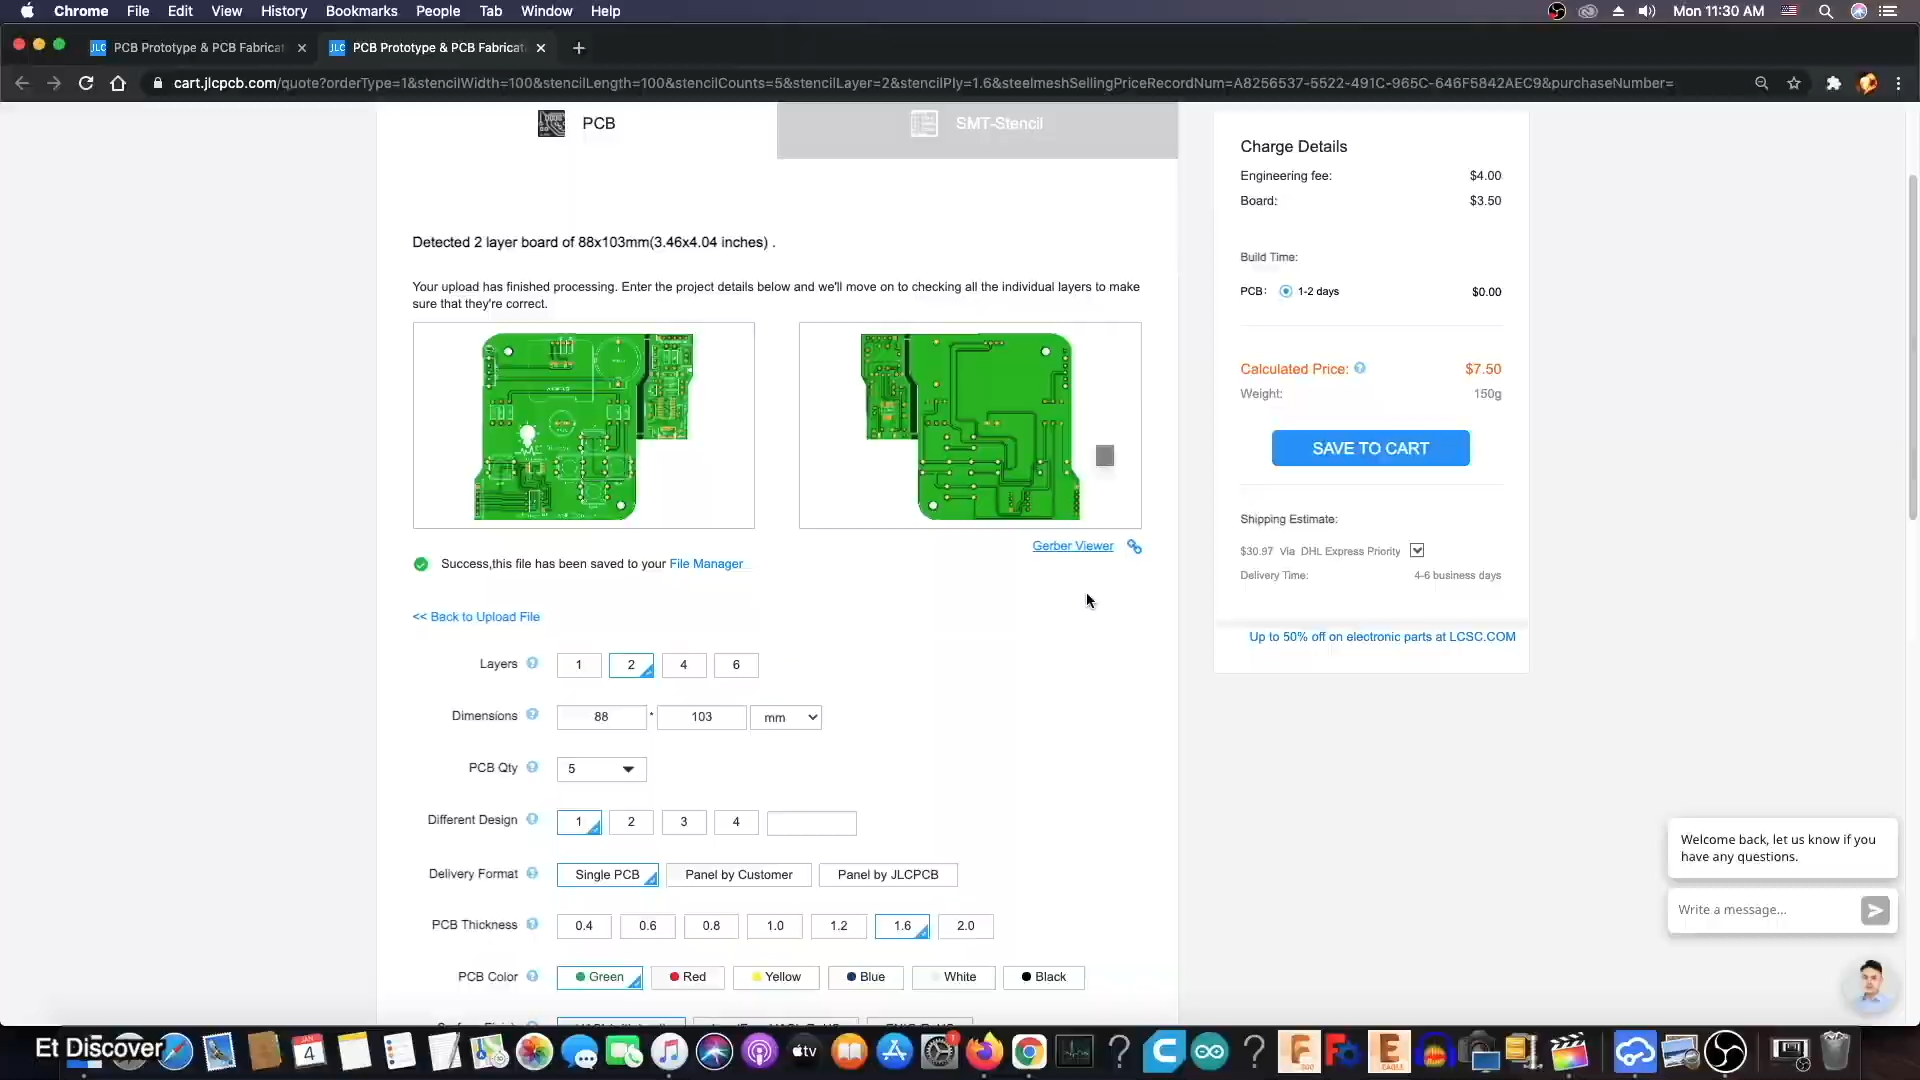 Chrome File Edit View History Bookmarks People Tab Window Help Mon 11:30 AM
JLC PCB Prototype & PCB Fabricat JLC PCB Prototype & PCB Fabricat
cart.jlcpcb.com/quote?orderType=1&stencilWidth=100&stencilLength=100&stencilCounts=5&stencilLayer=2&stencilPly=1.6&steelmeshSellingPriceRecordNum=A8256537-5522-491C-965C-646F5842AEC9&purchaseNumber=
PCB SMT-Stencil
Detected 2 layer board of 88x103mm(3.46x4.04 inches) .
Your upload has finished processing. Enter the project details below and we'll move on to checking all the individual layers to make
sure that they're correct.
Gerber Viewer
Success,this file has been saved to your File Manager
<< Back to Upload File
Layers 1 2 4 6
Dimensions 88 * 103 mm
PCB Qty 5
Different Design 1 2 3 4
Delivery Format Single PCB Panel by Customer Panel by JLCPCB
PCB Thickness 0.4 0.6 0.8 1.0 1.2 1.6 2.0
PCB Color Green Red Yellow Blue White Black
Charge Details
Engineering fee: $4.00
Board: $3.50
Build Time:
PCB: 1-2 days $0.00
Calculated Price: $7.50
Weight: 150g
SAVE TO CART
Shipping Estimate:
$30.97 Via DHL Express Priority
Delivery Time: 4-6 business days
Up to 50% off on electronic parts at LCSC.COM
Welcome back, let us know if you
have any questions.
Write a message...
Et Discover
JAN
4
tv